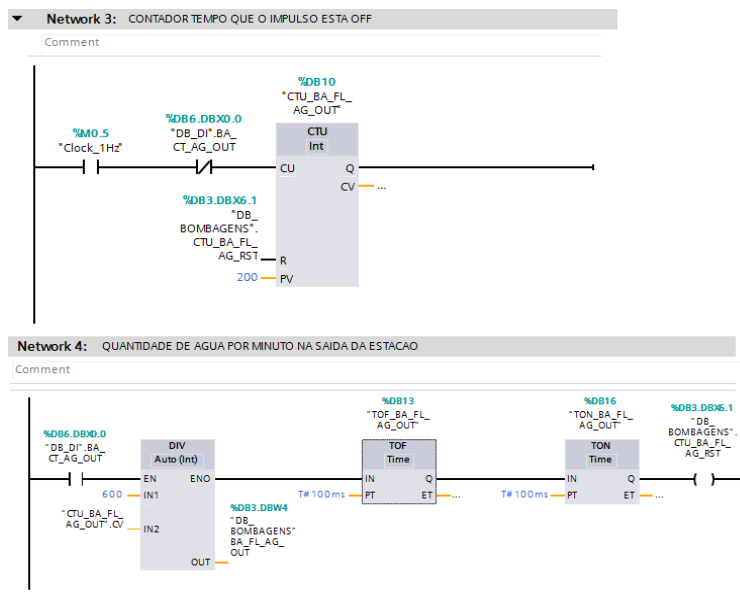 Network 3: CONTADOR TEMPO QUE O IMPULSO ESTA OFF
Comment
%DB10
"CTU_BA_FL_
AG_OUT"
%DB6.DBX0.0
%M0.5
"DB_DI".BA_
"Clock_1Hz"
CT_AG_OUT
CTU
Int
CU
Q
CV
...
%DB3.DBX6.1
"DB_
BOMBAGENS".
CTU_BA_FL_
AG_RST
R
200
PV
Network 4: QUANTIDADE DE AGUA POR MINUTO NA SAIDA DA ESTACAO
Comment
%DB6.DBX0.0
"DB_DI".BA_
CT_AG_OUT
DIV
Auto (Int)
EN
ENO
600
IN1
"CTU_BA_FL_
AG_OUT".CV
IN2
OUT
%DB3.DBW4
"DB_
BOMBAGENS"
BA_FL_AG_
OUT
%DB13
"TOF_BA_FL_
AG_OUT"
TOF
Time
IN
Q
T#100ms
PT
ET
...
%DB16
"TON_BA_FL_
AG_OUT"
TON
Time
IN
Q
T#100ms
PT
ET
...
%DB3.DBX6.1
"DB_
BOMBAGENS".
CTU_BA_FL_
AG_RST